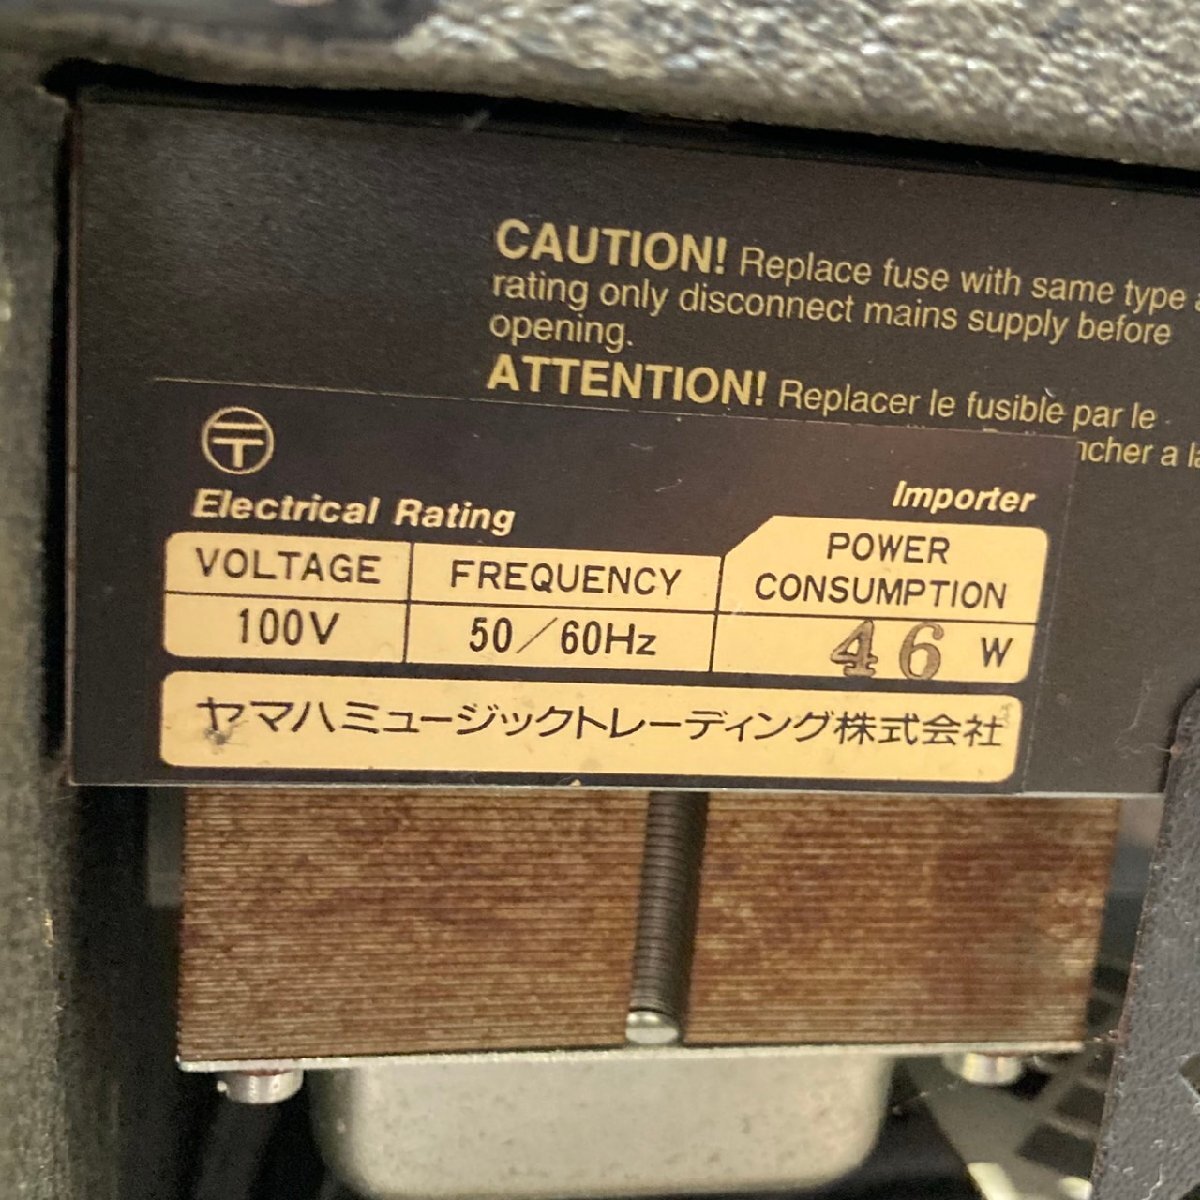 CAUTION! Replace fuse with same type
rating only disconnect mains supply before
opening.
ATTENTION! Replacer le fusible par le
ncher a la
〒
Electrical Rating
Importer
VOLTAGE
FREQUENCY
POWER
CONSUMPTION
100V
50/60Hz
46 W
ヤマハミュージックトレーディング株式会社